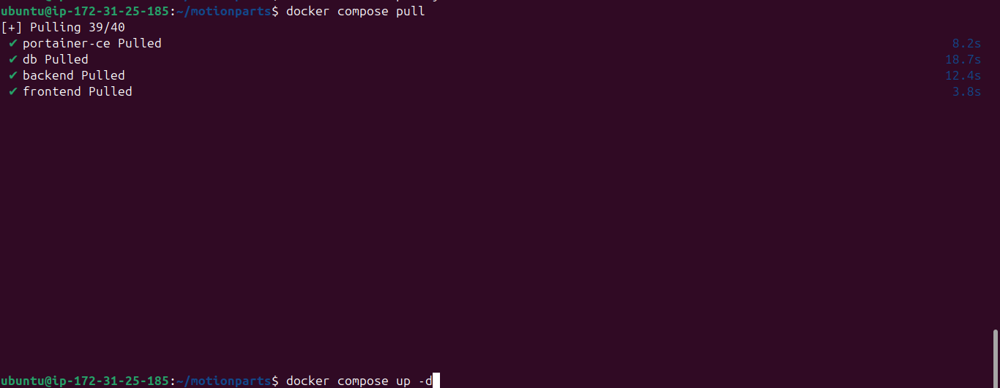 ubuntu@ip-172-31-25-185:~/motionparts$ docker compose pull
[+] Pulling 39/40
✔ portainer-ce Pulled 8.2s
✔ db Pulled 18.7s
✔ backend Pulled 12.4s
✔ frontend Pulled 3.8s
ubuntu@ip-172-31-25-185:~/motionparts$ docker compose up -d